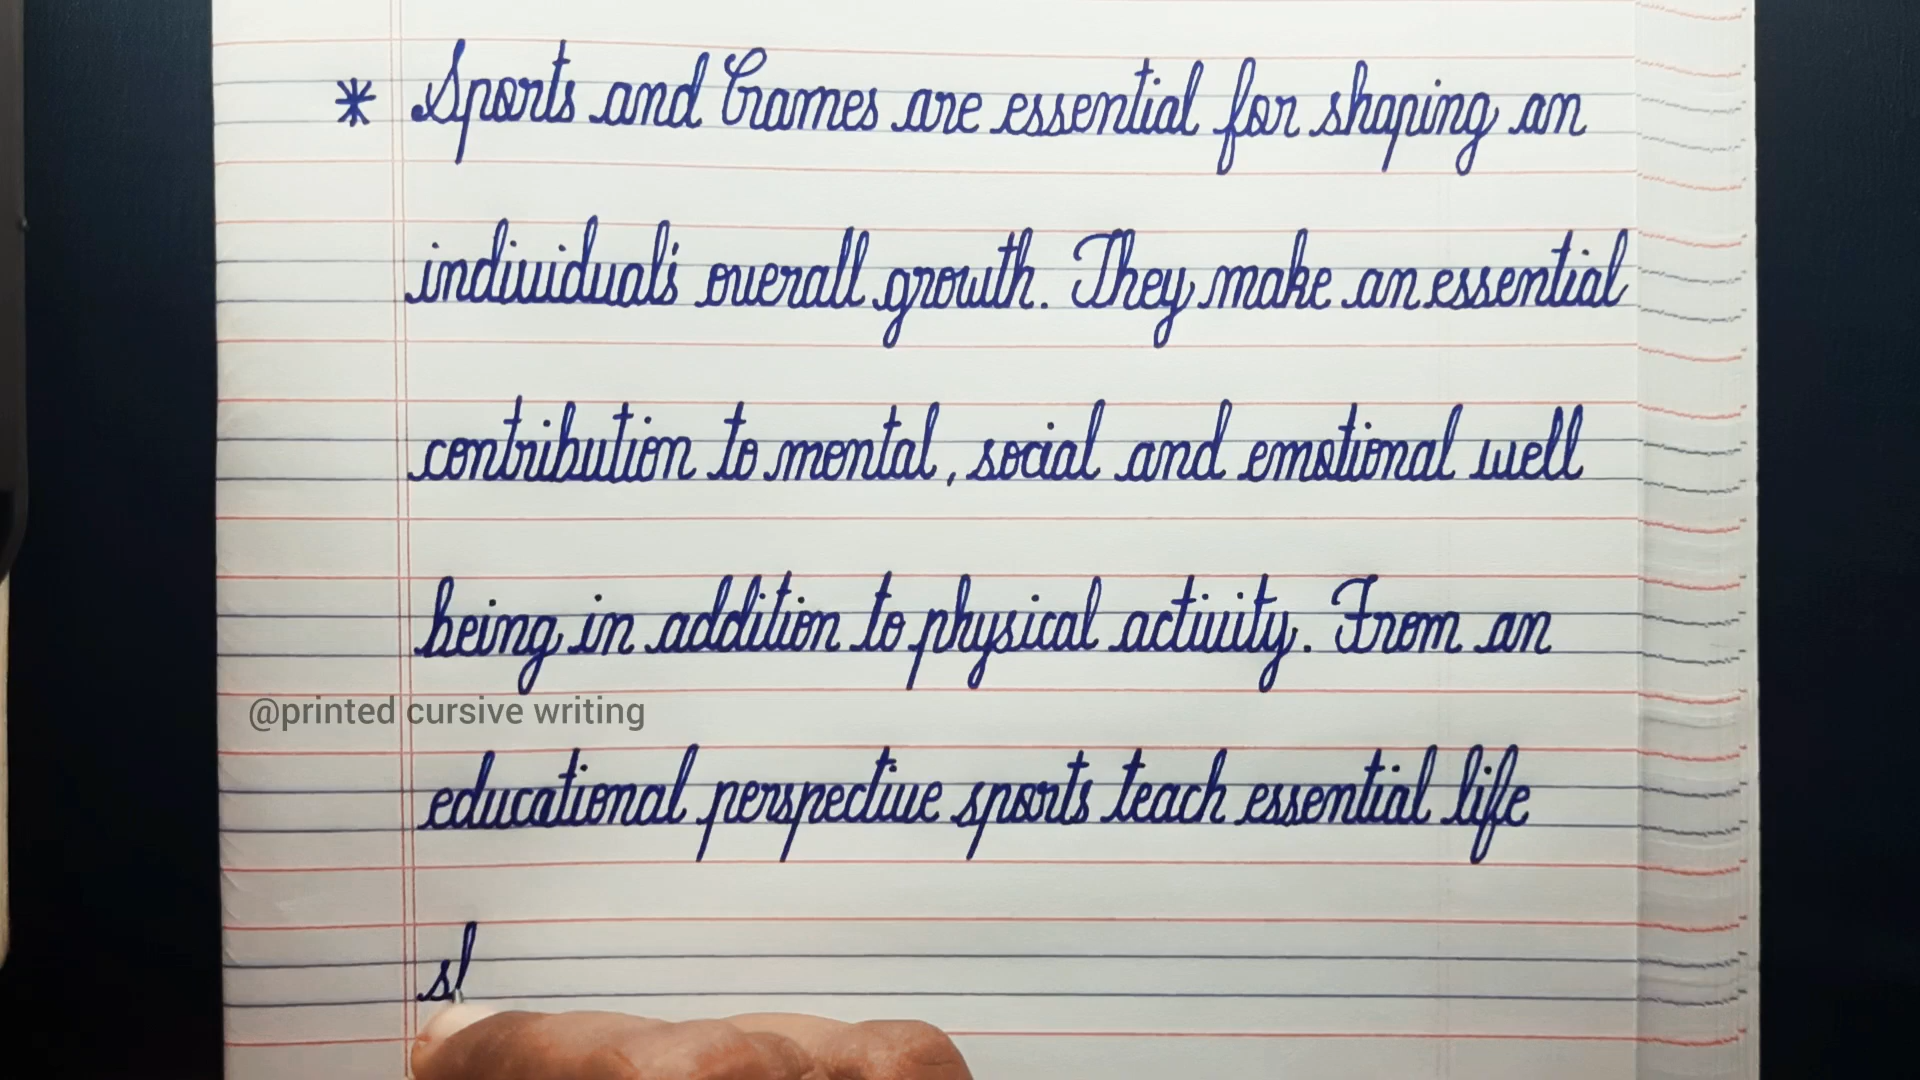 * Sports and Games are essential for shaping an
individual's overall growth. They make an essential
contribution to mental, social and emotional well
being in addition to physical activity. From an
@printed cursive writing
educational perspective sports teach essential life